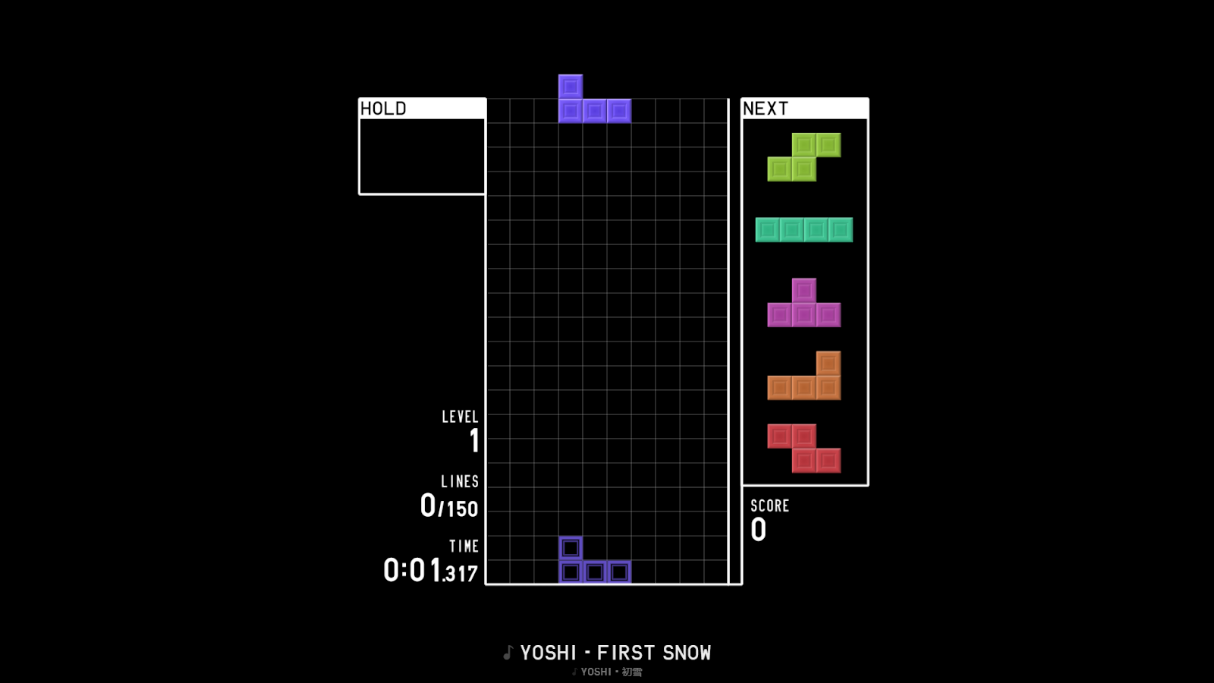 HOLD
NEXT
LEVEL
1
LINES
0/150
TIME
0:01.317
SCORE
0
♪ YOSHI - FIRST SNOW
♪ YOSHI - 初雪